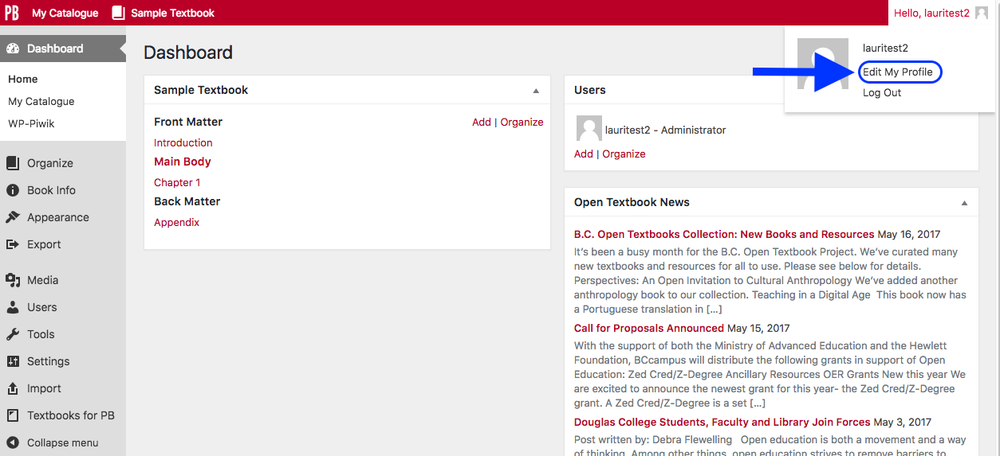 PB My Catalogue Sample Textbook Hello, lauritest2
lauritest2
Edit My Profile
Log Out
Dashboard
Home
My Catalogue
WP-Piwik
Organize
Book Info
Appearance
Export
Media
Users
Tools
Settings
Import
Textbooks for PB
Collapse menu
Dashboard
Sample Textbook
Front Matter Add | Organize
Introduction
Main Body
Chapter 1
Back Matter
Appendix
Users
lauritest2 - Administrator
Add | Organize
Open Textbook News
B.C. Open Textbooks Collection: New Books and Resources May 16, 2017
It’s been a busy month for the B.C. Open Textbook Project. We’ve curated many
new textbooks and resources for all to use. Please see below for details.
Perspectives: An Open Invitation to Cultural Anthropology We’ve added another
anthropology book to our collection. Teaching in a Digital Age This book now has
a Portuguese translation in […]
Call for Proposals Announced May 15, 2017
With the support of both the Ministry of Advanced Education and the Hewlett
Foundation, BCcampus will distribute the following grants in support of Open
Education: Zed Cred/Z-Degree Ancillary Resources OER Grants New this year We
are excited to announce the newest grant for this year- the Zed Cred/Z-Degree
grant. A Zed Cred/Z-Degree is a set […]
Douglas College Students, Faculty and Library Join Forces May 3, 2017
Post written by: Debra Flewelling Open education is both a movement and a way
of thinking. Among other things, open education strives to remove barriers to